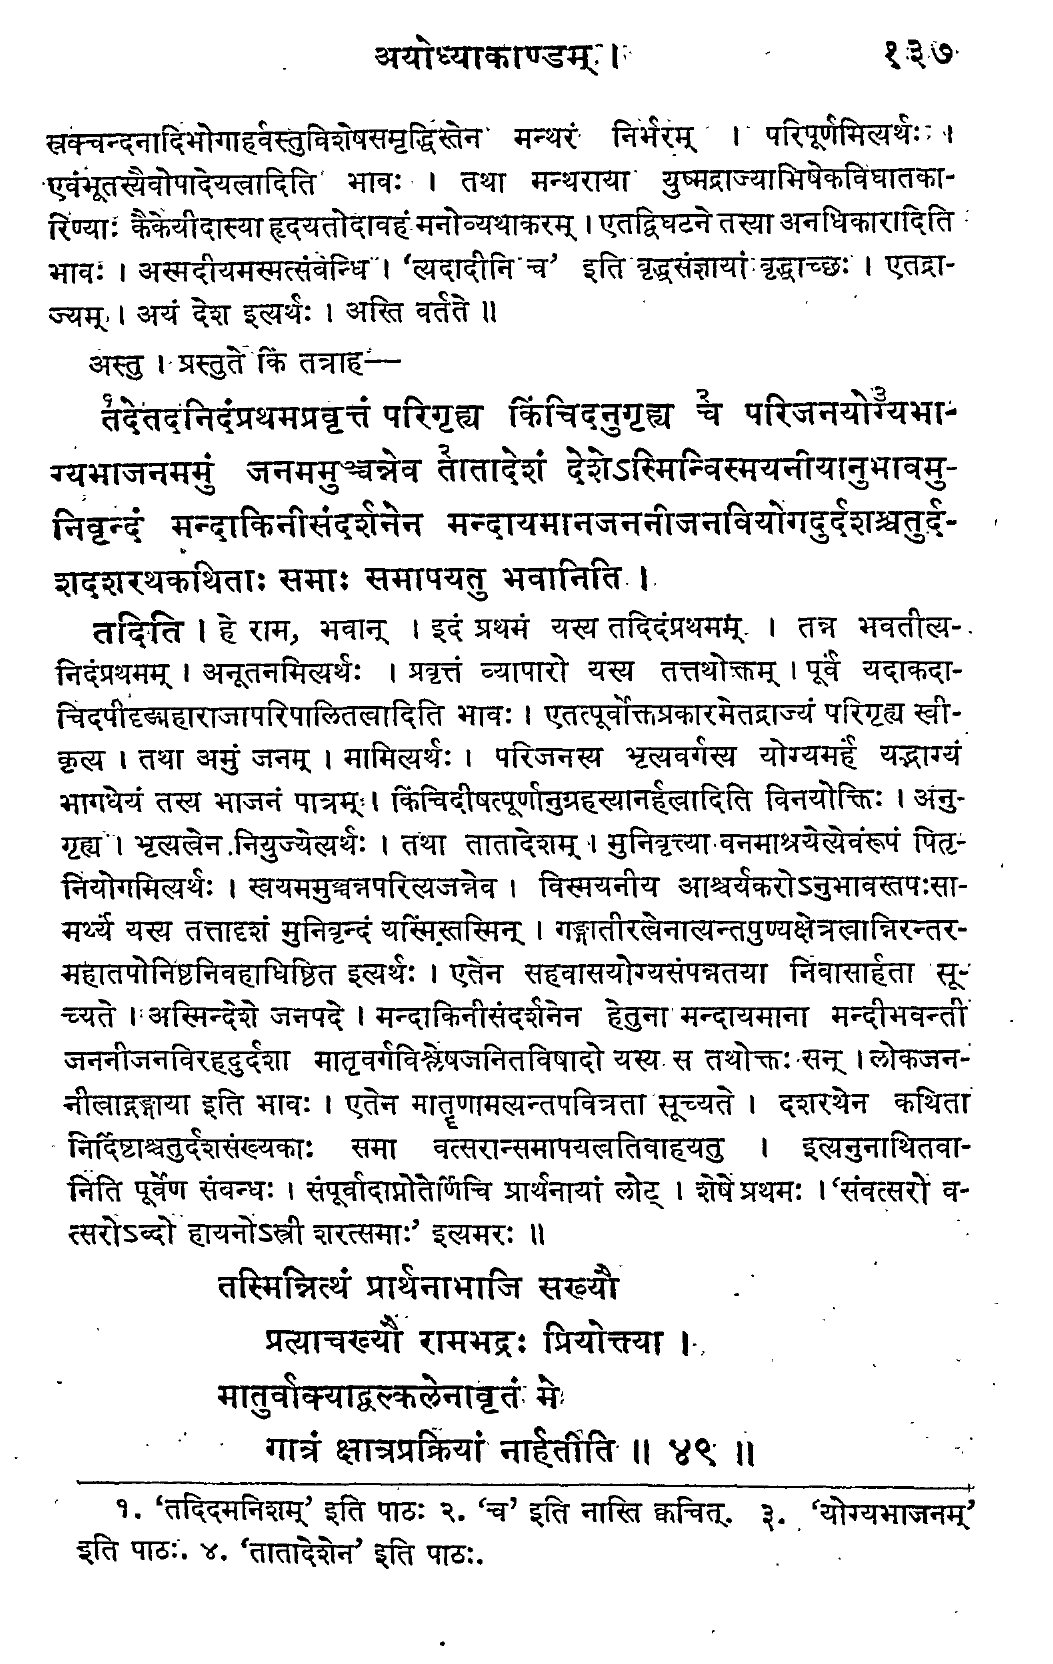 अयोध्याकाण्डम् ।
१३७
स्रक्चन्दनादिभोगार्हवस्तुविशेषसमृद्धिस्तेन मन्थरं निर्भरम् । परिपूर्णमित्यर्थः ।
एवंभूतस्यैवोपादेयत्वादिति भावः । तथा मन्थराया युष्मद्राज्याभिषेकविघातका-
रिण्याः कैकेयीदास्या हृदयतोदावहं मनोव्यथाकरम् । एतद्विघटने तस्या अनधिकारादिति
भावः । अस्मदीयमस्मत्संबन्धि । ‘त्यदादीनि च’ इति वृद्धसंज्ञायां वृद्धाच्छः । एतद्रा-
ज्यम् । अयं देश इत्यर्थः । अस्ति वर्तते ॥
अस्तु । प्रस्तुते किं तत्राह—
१तदेतदनिदंप्रथमप्रवृत्तं परिगृह्य किंचिदनुगृह्य २च परिजनयो३ग्यभा-
ग्यभाजनममुं जनममुञ्चन्नेव ४तातादेशं देशेऽस्मिन्विस्मयनीयानुभावमु-
निवृन्दं मन्दाकिनीसंदर्शनेन मन्दायमानजननीजनवियोगदुर्दशश्चतुर्द-
शदशरथकथिताः समाः समापयतु भवानिति ।
तदिति । हे राम, भवान् । इदं प्रथमं यस्य तदिदंप्रथमम् । तन्न भवतीत्य-
निदंप्रथमम् । अनूतनमित्यर्थः । प्रवृत्तं व्यापारो यस्य तत्तथोक्तम् । पूर्वं यदाकदा-
चिदपीदृङ्महाराजापरिपालितत्वादिति भावः । एतत्पूर्वोक्तप्रकारमेतद्राज्यं परिगृह्य स्वी-
कृत्य । तथा अमुं जनम् । मामित्यर्थः । परिजनस्य भृत्यवर्गस्य योग्यमर्हं यद्भाग्यं
भागधेयं तस्य भाजनं पात्रम् । किंचिदीषत्पूर्णानुग्रहस्यानर्हत्वादिति विनयोक्तिः । अनु-
गृह्य । भृत्यत्वेन नियुज्येत्यर्थः । तथा तातादेशम् । मुनिवृत्त्या वनमाश्रयेत्येवंरूपं पितृ-
नियोगमित्यर्थः । स्वयममुञ्चन्नपरित्यजन्नेव । विस्मयनीय आश्चर्यकरोऽनुभावस्तपःसा-
मर्थ्यं यस्य तत्तादृशं मुनिवृन्दं यस्मिंस्तस्मिन् । गङ्गातीरत्वेनात्यन्तपुण्यक्षेत्रत्वान्निरन्तर-
महातपोनिष्ठनिवहाधिष्ठित इत्यर्थः । एतेन सहवासयोग्यसंपन्नतया निवासार्हता सू-
च्यते । अस्मिन्देशे जनपदे । मन्दाकिनीसंदर्शनेन हेतुना मन्दायमाना मन्दीभवन्ती
जननीजनविरहदुर्दशा मातृवर्गविश्लेषजनितविषादो यस्य स तथोक्तः सन् । लोकजन-
नीत्वाद्गङ्गाया इति भावः । एतेन मातॄणामत्यन्तपवित्रता सूच्यते । दशरथेन कथिता
निर्दिष्टाश्चतुर्दशसंख्यकाः समा वत्सरान्समापयत्वतिवाहयतु । इत्यनुनाथितवा-
निति पूर्वेण संबन्धः । संपूर्वादाप्नोतेर्णिचि प्रार्थनायां लोट् । शेषे प्रथमः । ‘संवत्सरो व-
त्सरोऽब्दो हायनोऽस्त्री शरत्समाः’ इत्यमरः ॥
तस्मिन्नित्थं प्रार्थनाभाजि सख्यौ
प्रत्याचख्यौ रामभद्रः प्रियोक्त्या ।
मातुर्वाक्याद्वल्कलेनावृतं मे
गात्रं क्षात्रप्रक्रियां नार्हतीति ॥ ४९ ॥
१. ‘तदिदमनिशम्’ इति पाठः २. ‘च’ इति नास्ति क्वचित्. ३. ‘योग्यभाजनम्’
इति पाठः. ४. ‘तातादेशेन’ इति पाठः.